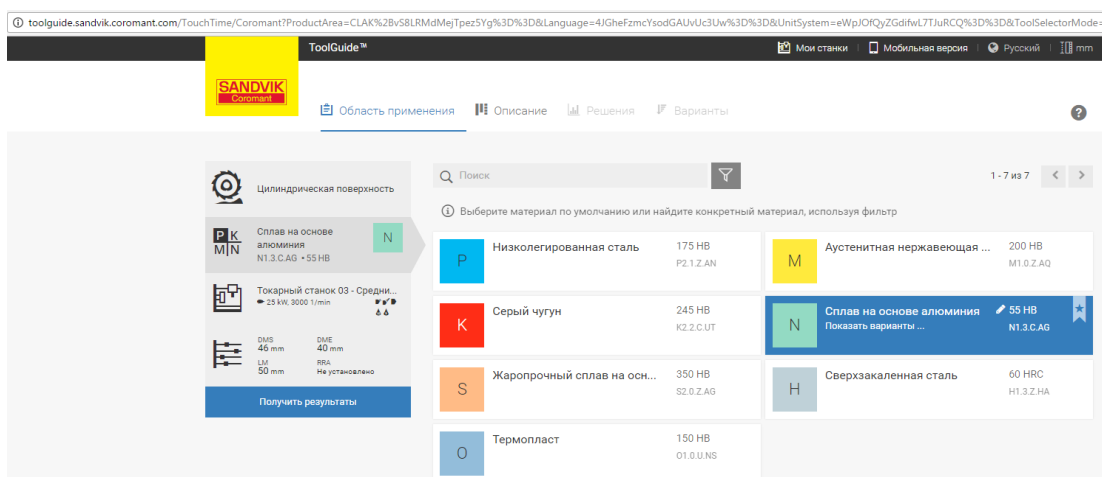 toolguide.sandvik.coromant.com/TouchTime/Coromant?ProductArea=CLAK%2BvS8LRMdMejTpez5Yg%3D%3D&Language=4JGheFzmcYsodGAUvUc3Uw%3D%3D&UnitSystem=eWpJOfQyZGdifwL7TJuRCQ%3D%3D&ToolSelectorMode=
ToolGuide™
Мои станки
Мобильная версия
Русский
mm
SANDVIK
Coromant
Область применения
Описание
Решения
Варианты
?
Цилиндрическая поверхность
P K
M N
Сплав на основе
алюминия
N1.3.C.AG • 55 HB
N
Токарный станок 03 - Средни...
25 kW, 3000 1/min
DMS
46 mm
DME
40 mm
LM
50 mm
RRA
Не установлено
Получить результаты
Поиск
1 - 7 из 7
Выберите материал по умолчанию или найдите конкретный материал, используя фильтр
P
Низколегированная сталь
175 HB
P2.1.Z.AN
M
Аустенитная нержавеющая ...
200 HB
M1.0.Z.AQ
K
Серый чугун
245 HB
K2.2.C.UT
N
Сплав на основе алюминия
Показать варианты ...
55 HB
N1.3.C.AG
S
Жаропрочный сплав на осн...
350 HB
S2.0.Z.AG
H
Сверхзакаленная сталь
60 HRC
H1.3.Z.HA
O
Термопласт
150 HB
O1.0.U.NS